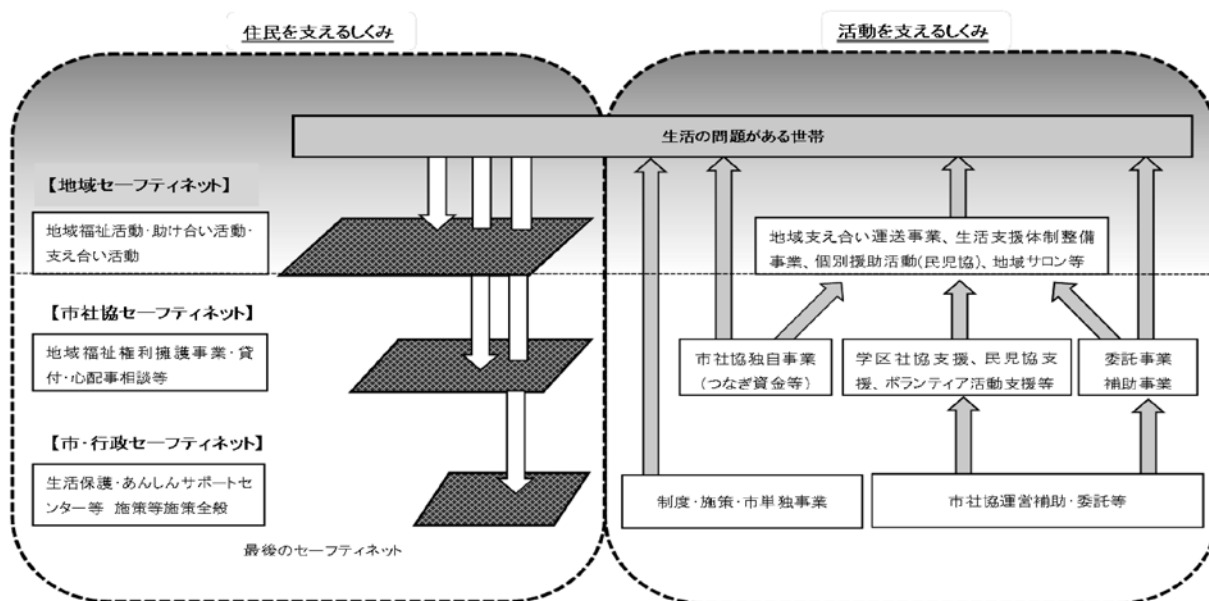 住民を支えるしくみ
活動を支えるしくみ
生活の問題がある世帯
【地域セーフティネット】
地域福祉活動・助け合い活動・
支え合い活動
【市社協セーフティネット】
地域福祉権利擁護事業・貸
付・心配事相談等
【市・行政セーフティネット】
生活保護・あんしんサポートセ
ンター等 施策等施策全般
最後のセーフティネット
地域支え合い運送事業、生活支援体制整備
事業、個別援助活動(民児協)、地域サロン等
市社協独自事業
(つなぎ資金等)
学区社協支援、民児協支
援、ボランティア活動支援等
委託事業
補助事業
制度・施策・市単独事業
市社協運営補助・委託等